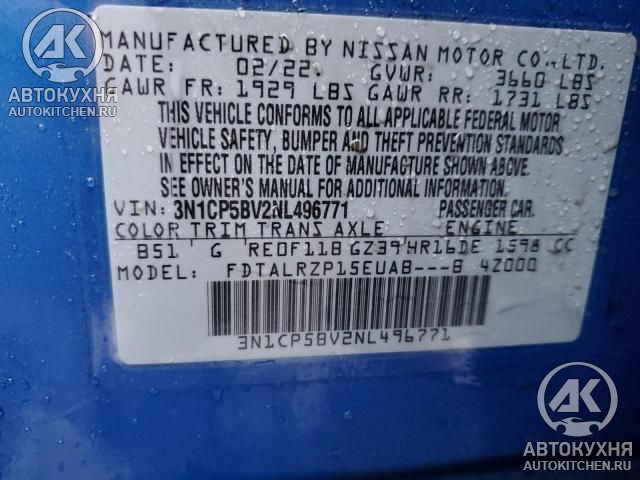 MANUFACTURED BY NISSAN MOTOR CO., LTD.
DATE: 02/22 GVWR: 3660 LBS
GAWR FR: 1929 LBS GAWR RR: 1731 LBS
THIS VEHICLE CONFORMS TO ALL APPLICABLE FEDERAL MOTOR
VEHICLE SAFETY, BUMPER AND THEFT PREVENTION STANDARDS
IN EFFECT ON THE DATE OF MANUFACTURE SHOWN ABOVE.
SEE OWNER'S MANUAL FOR ADDITIONAL INFORMATION.
VIN: 3N1CP5BV2NL496771 PASSENGER CAR.
COLOR TRIM TRANS AXLE ENGINE
B51 G RE0F11B GZ39 HR16DE 1598 CC
MODEL: FDTALRZP15EUAB---B 4Z000
3N1CP5BV2NL496771
AK
АВТОКУХНЯ
AUTOKITCHEN.RU
AK
АВТОКУХНЯ
AUTOKITCHEN.RU